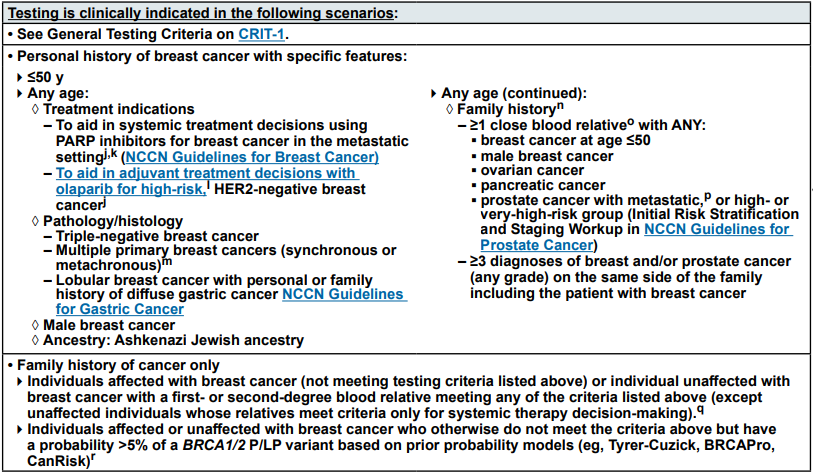 Testing is clinically indicated in the following scenarios:
• See General Testing Criteria on CRIT-1.
• Personal history of breast cancer with specific features:
▸ ≤50 y
▸ Any age:
◊ Treatment indications
– To aid in systemic treatment decisions using
PARP inhibitors for breast cancer in the metastatic
setting^j,k (NCCN Guidelines for Breast Cancer)
– To aid in adjuvant treatment decisions with
olaparib for high-risk,^l HER2-negative breast
cancer^j
◊ Pathology/histology
– Triple-negative breast cancer
– Multiple primary breast cancers (synchronous or
metachronous)^m
– Lobular breast cancer with personal or family
history of diffuse gastric cancer NCCN Guidelines
for Gastric Cancer
◊ Male breast cancer
◊ Ancestry: Ashkenazi Jewish ancestry
▸ Any age (continued):
◊ Family history^n
– ≥1 close blood relative^o with ANY:
▪ breast cancer at age ≤50
▪ male breast cancer
▪ ovarian cancer
▪ pancreatic cancer
▪ prostate cancer with metastatic,^p or high- or
very-high-risk group (Initial Risk Stratification
and Staging Workup in NCCN Guidelines for
Prostate Cancer)
– ≥3 diagnoses of breast and/or prostate cancer
(any grade) on the same side of the family
including the patient with breast cancer
• Family history of cancer only
▸ Individuals affected with breast cancer (not meeting testing criteria listed above) or individual unaffected with
breast cancer with a first- or second-degree blood relative meeting any of the criteria listed above (except
unaffected individuals whose relatives meet criteria only for systemic therapy decision-making).^q
▸ Individuals affected or unaffected with breast cancer who otherwise do not meet the criteria above but have
a probability >5% of a BRCA1/2 P/LP variant based on prior probability models (eg, Tyrer-Cuzick, BRCAPro,
CanRisk)^r